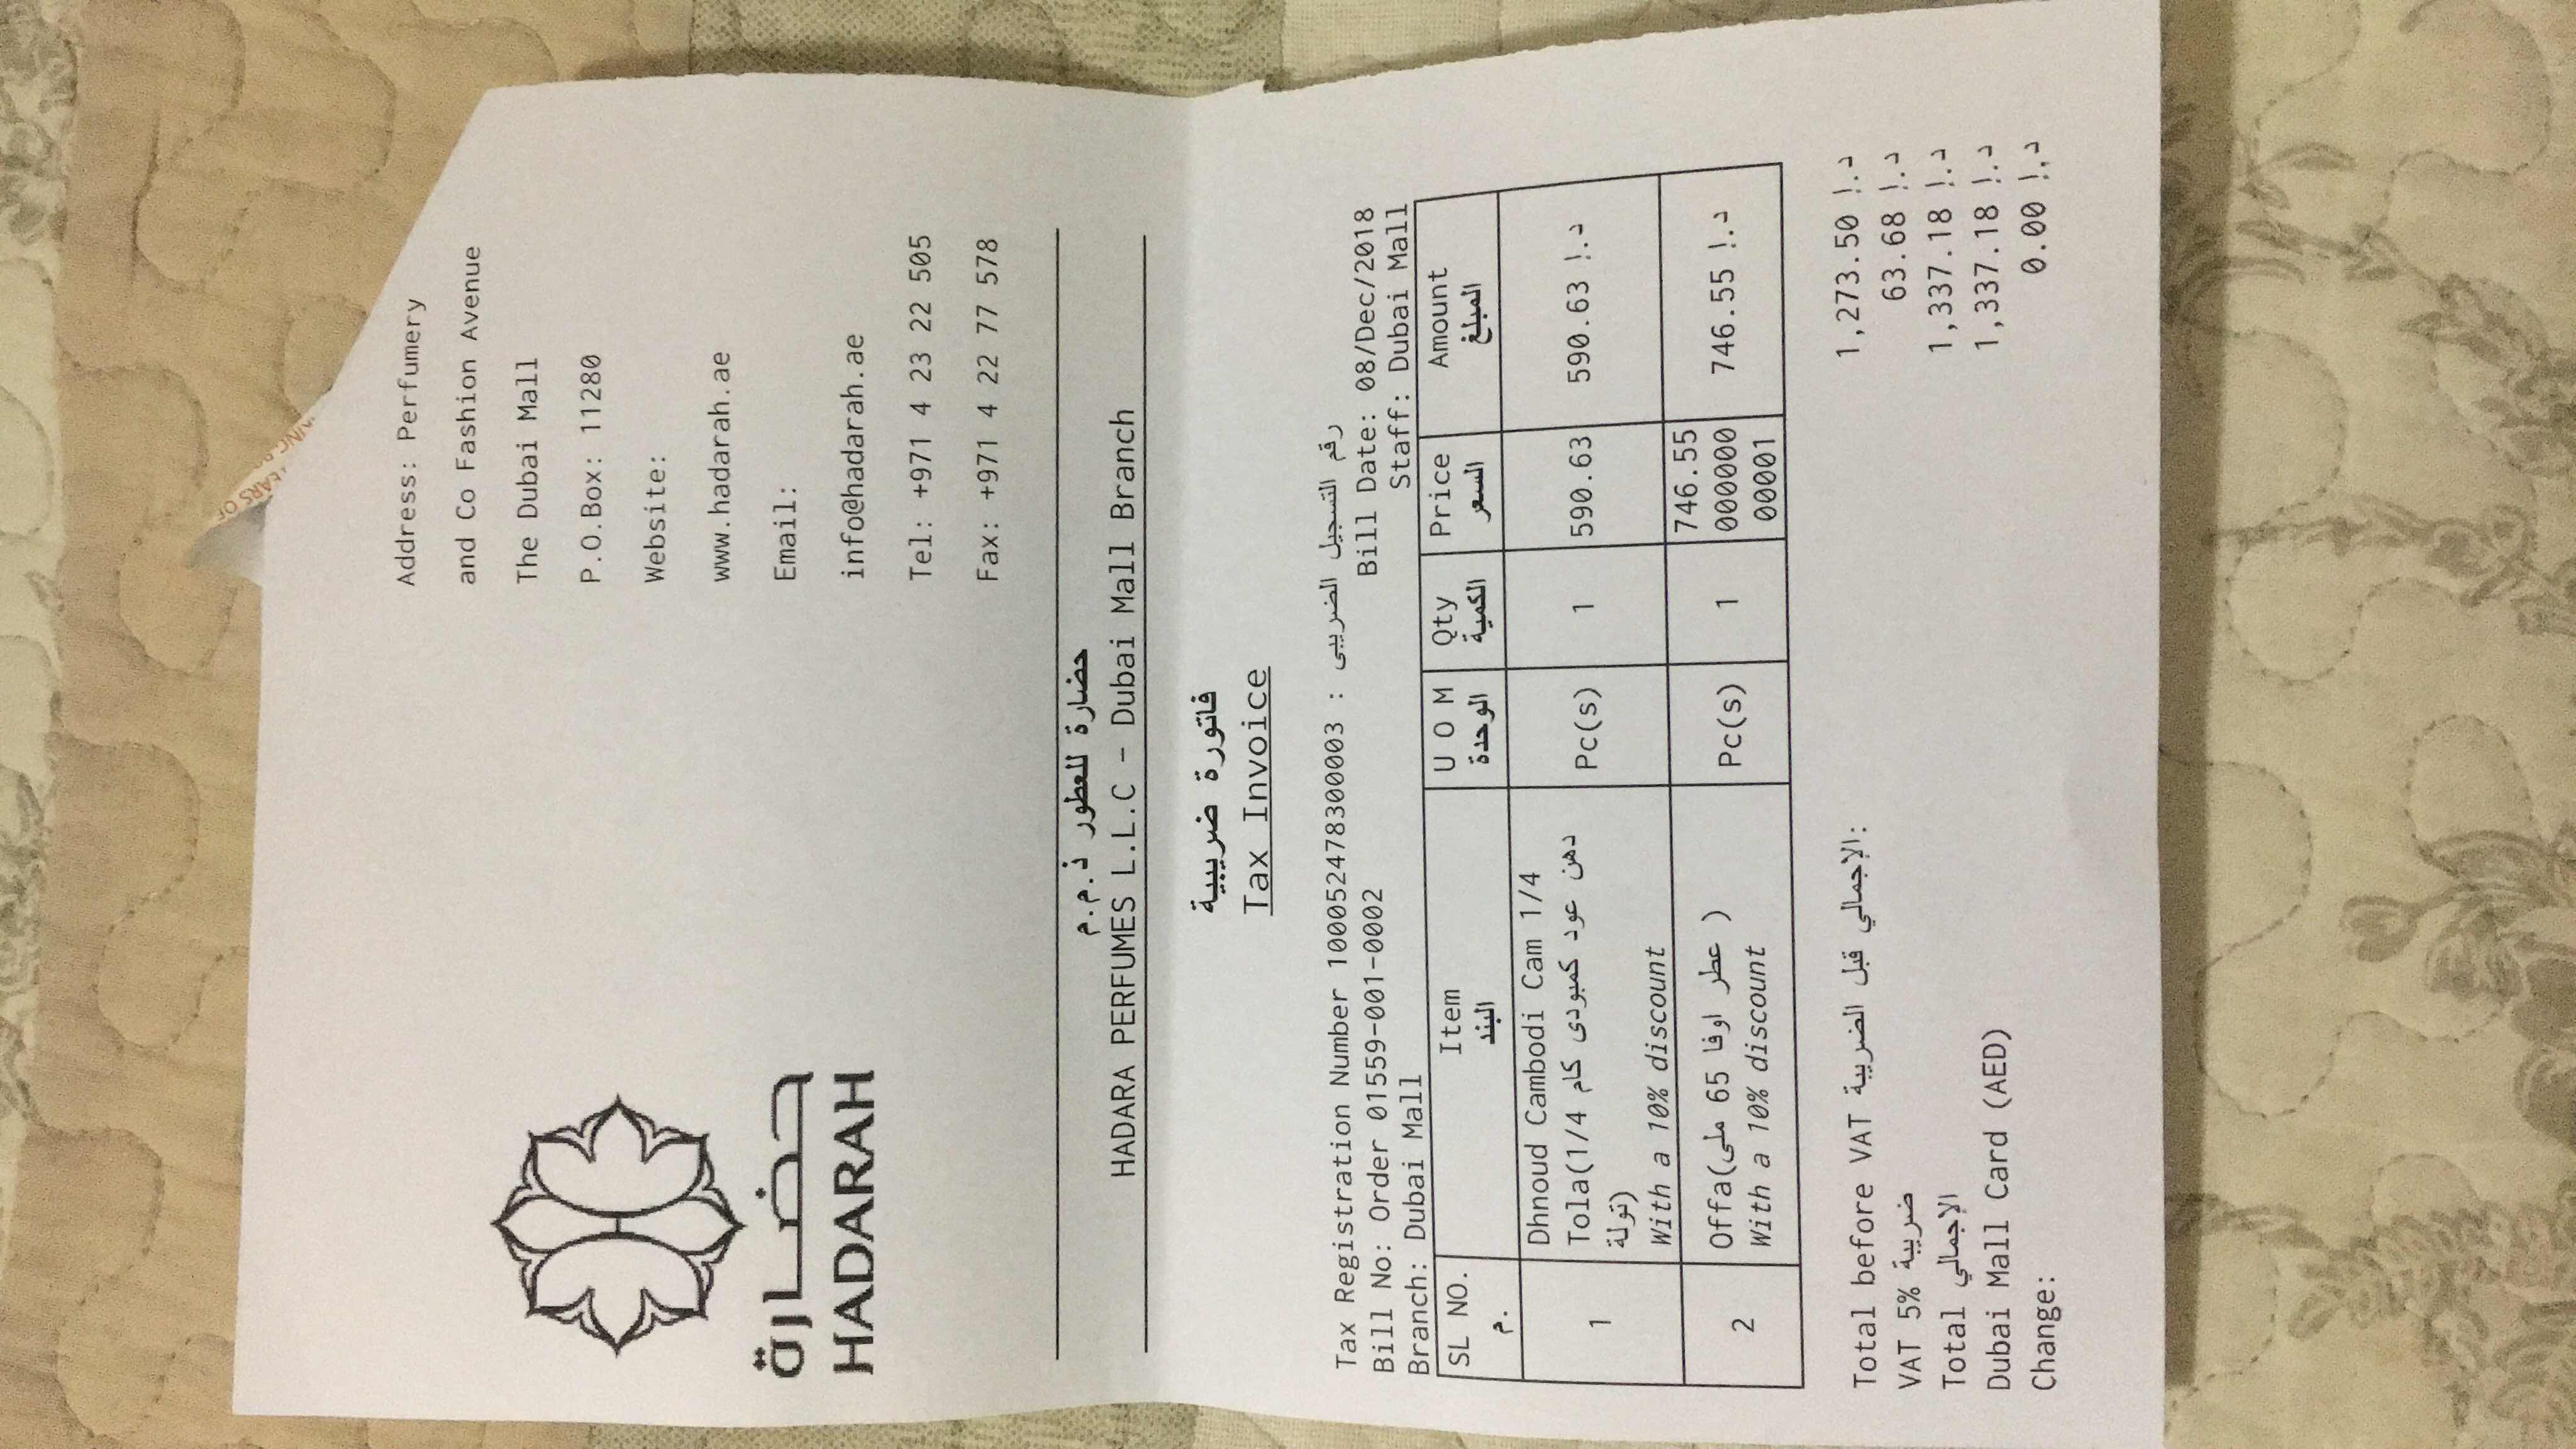 EARS OF
KING
Address: Perfumery
and Co Fashion Avenue
The Dubai Mall
P.O.Box: 11280
Website:
www.hadarah.ae
Email:
info@hadarah.ae
Tel: +971 4 23 22 505
Fax: +971 4 22 77 578
حضارة
HADARAH
حضارة للعطور ذ.م.م
HADARA PERFUMES L.L.C - Dubai Mall Branch
فاتورة ضريبية
Tax Invoice
Tax Registration Number 100052478300003 : رقم التسجيل الضريبى
Bill No: Order 01559-001-0002 Bill Date: 08/Dec/2018
Branch: Dubai Mall Staff: Dubai Mall
SL NO. Item U O M Qty Price Amount
م. البند الوحدة الكمية السعر المبلغ
Dhnoud Cambodi Cam 1/4
Tola(1/4 دهن عود كمبودى كام
1 تولة) Pc(s) 1 590.63 590.63 د.إ
With a 10% discount
746.55
2 Offa(عطر اوفا 65 ملى ) Pc(s) 1 000000 746.55 د.إ
With a 10% discount 00001
Total before VAT الإجمالي قبل الضريبة: 1,273.50 د.إ
VAT 5% ضريبة 63.68 د.إ
Total الإجمالي 1,337.18 د.إ
Dubai Mall Card (AED) 1,337.18 د.إ
Change: 0.00 د.إ